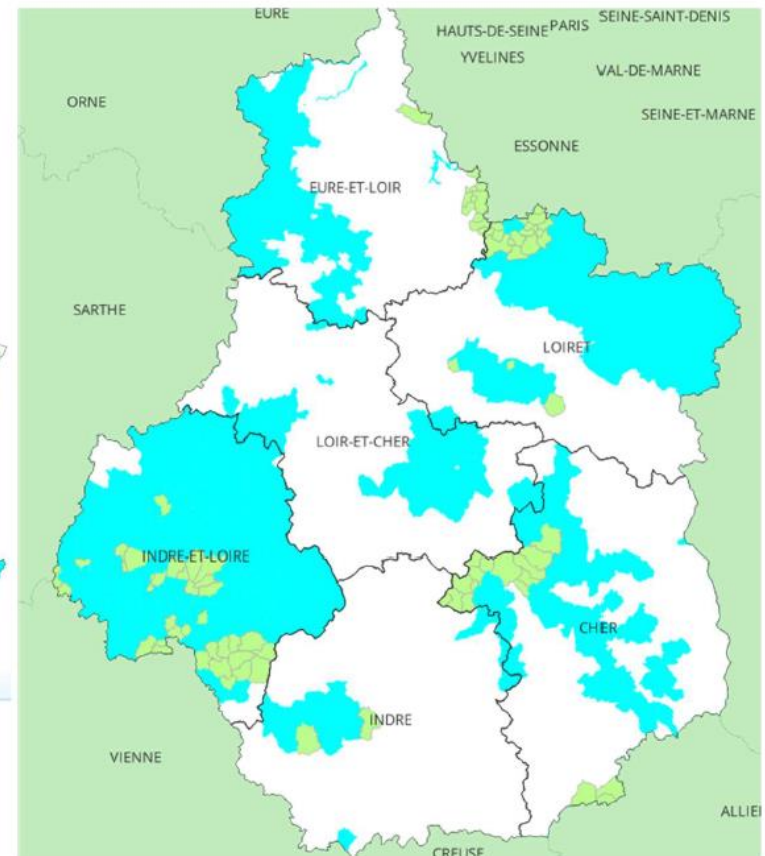 EURE
HAUTS-DE-SEINE PARIS
SEINE-SAINT-DENIS
YVELINES
VAL-DE-MARNE
ORNE
SEINE-ET-MARNE
ESSONNE
EURE-ET-LOIR
SARTHE
LOIRET
LOIR-ET-CHER
INDRE-ET-LOIRE
CHER
INDRE
VIENNE
ALLIE
CREUSE